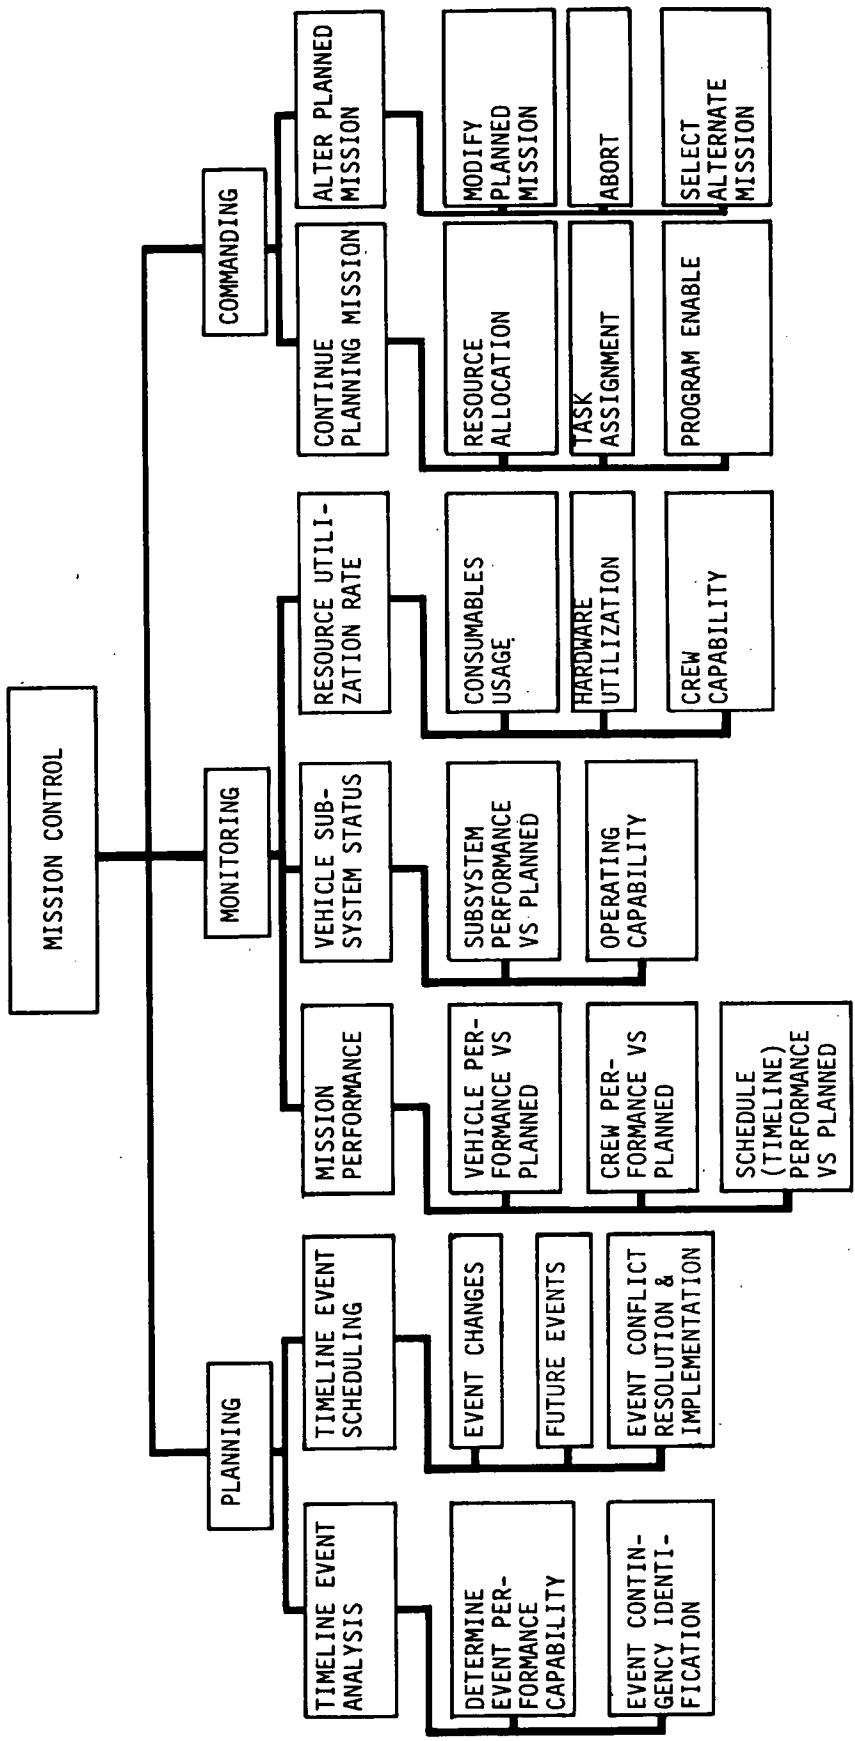 MISSION CONTROL
PLANNING
MONITORING
COMMANDING
TIMELINE EVENT
ANALYSIS
TIMELINE EVENT
SCHEDULING
MISSION
PERFORMANCE
VEHICLE SUB-
SYSTEM STATUS
RESOURCE UTILI-
ZATION RATE
CONTINUE
PLANNING MISSION
ALTER PLANNED
MISSION
DETERMINE
EVENT PER-
FORMANCE
CAPABILITY
EVENT CONTIN-
GENCY IDENTI-
FICATION
EVENT CHANGES
FUTURE EVENTS
EVENT CONFLICT
RESOLUTION &
IMPLEMENTATION
VEHICLE PER-
FORMANCE VS
PLANNED
CREW PER-
FORMANCE VS
PLANNED
SCHEDULE
(TIMELINE)
PERFORMANCE
VS PLANNED
SUBSYSTEM
PERFORMANCE
VS PLANNED
OPERATING
CAPABILITY
CONSUMABLES
USAGE
HARDWARE
UTILIZATION
CREW
CAPABILITY
RESOURCE
ALLOCATION
TASK
ASSIGNMENT
PROGRAM ENABLE
MODIFY
PLANNED
MISSION
ABORT
SELECT
ALTERNATE
MISSION